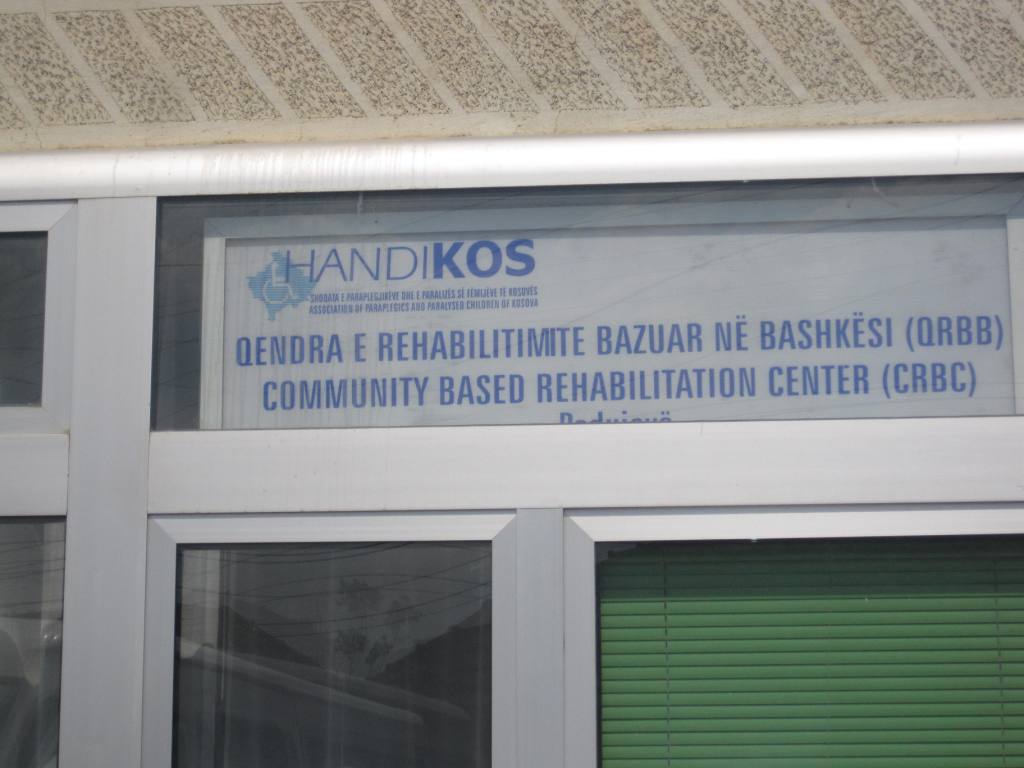 HANDIKOS
SHOQATA E PARAPLEGJIKËVE DHE E PARALIZËS SË FËMIJËVE TË KOSOVËS
ASSOCIATION OF PARAPLEGICS AND PARALYSED CHILDREN OF KOSOVA
QENDRA E REHABILITIMITE BAZUAR NË BASHKËSI (QRBB)
COMMUNITY BASED REHABILITATION CENTER (CRBC)
Podujevë